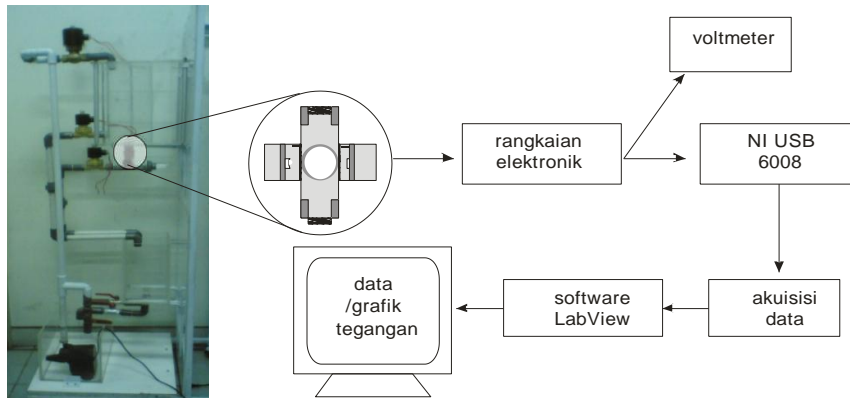 voltmeter
rangkaian
elektronik
NI USB
6008
data
/grafik
tegangan
software
LabView
akuisisi
data